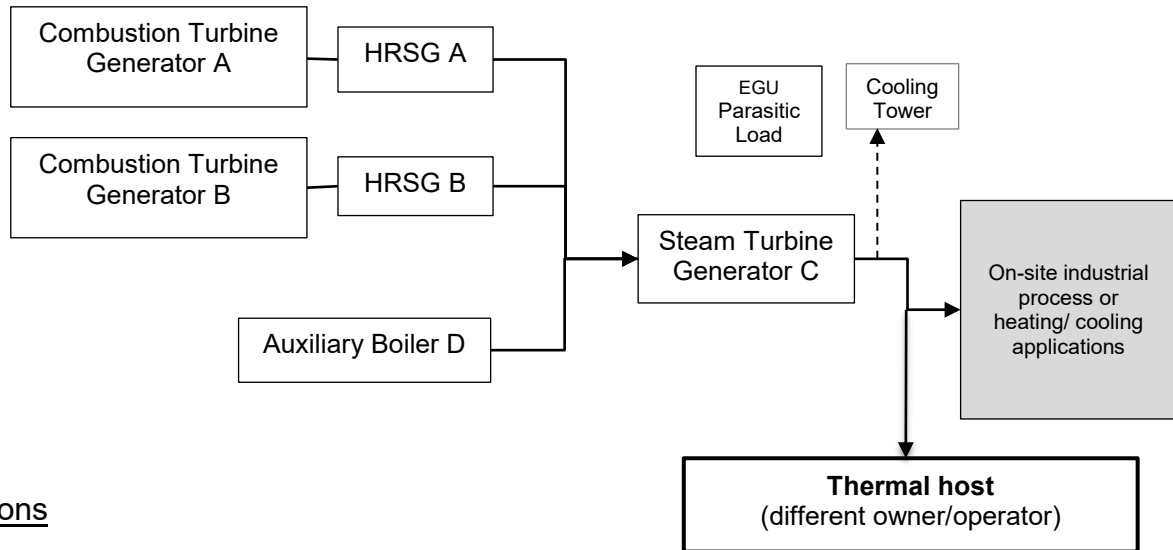 Combustion Turbine
Generator A
HRSG A
EGU
Parasitic
Load
Cooling
Tower
Combustion Turbine
Generator B
HRSG B
Steam Turbine
Generator C
On-site industrial
process or
heating/ cooling
applications
Auxiliary Boiler D
Thermal host
(different owner/operator)
ons